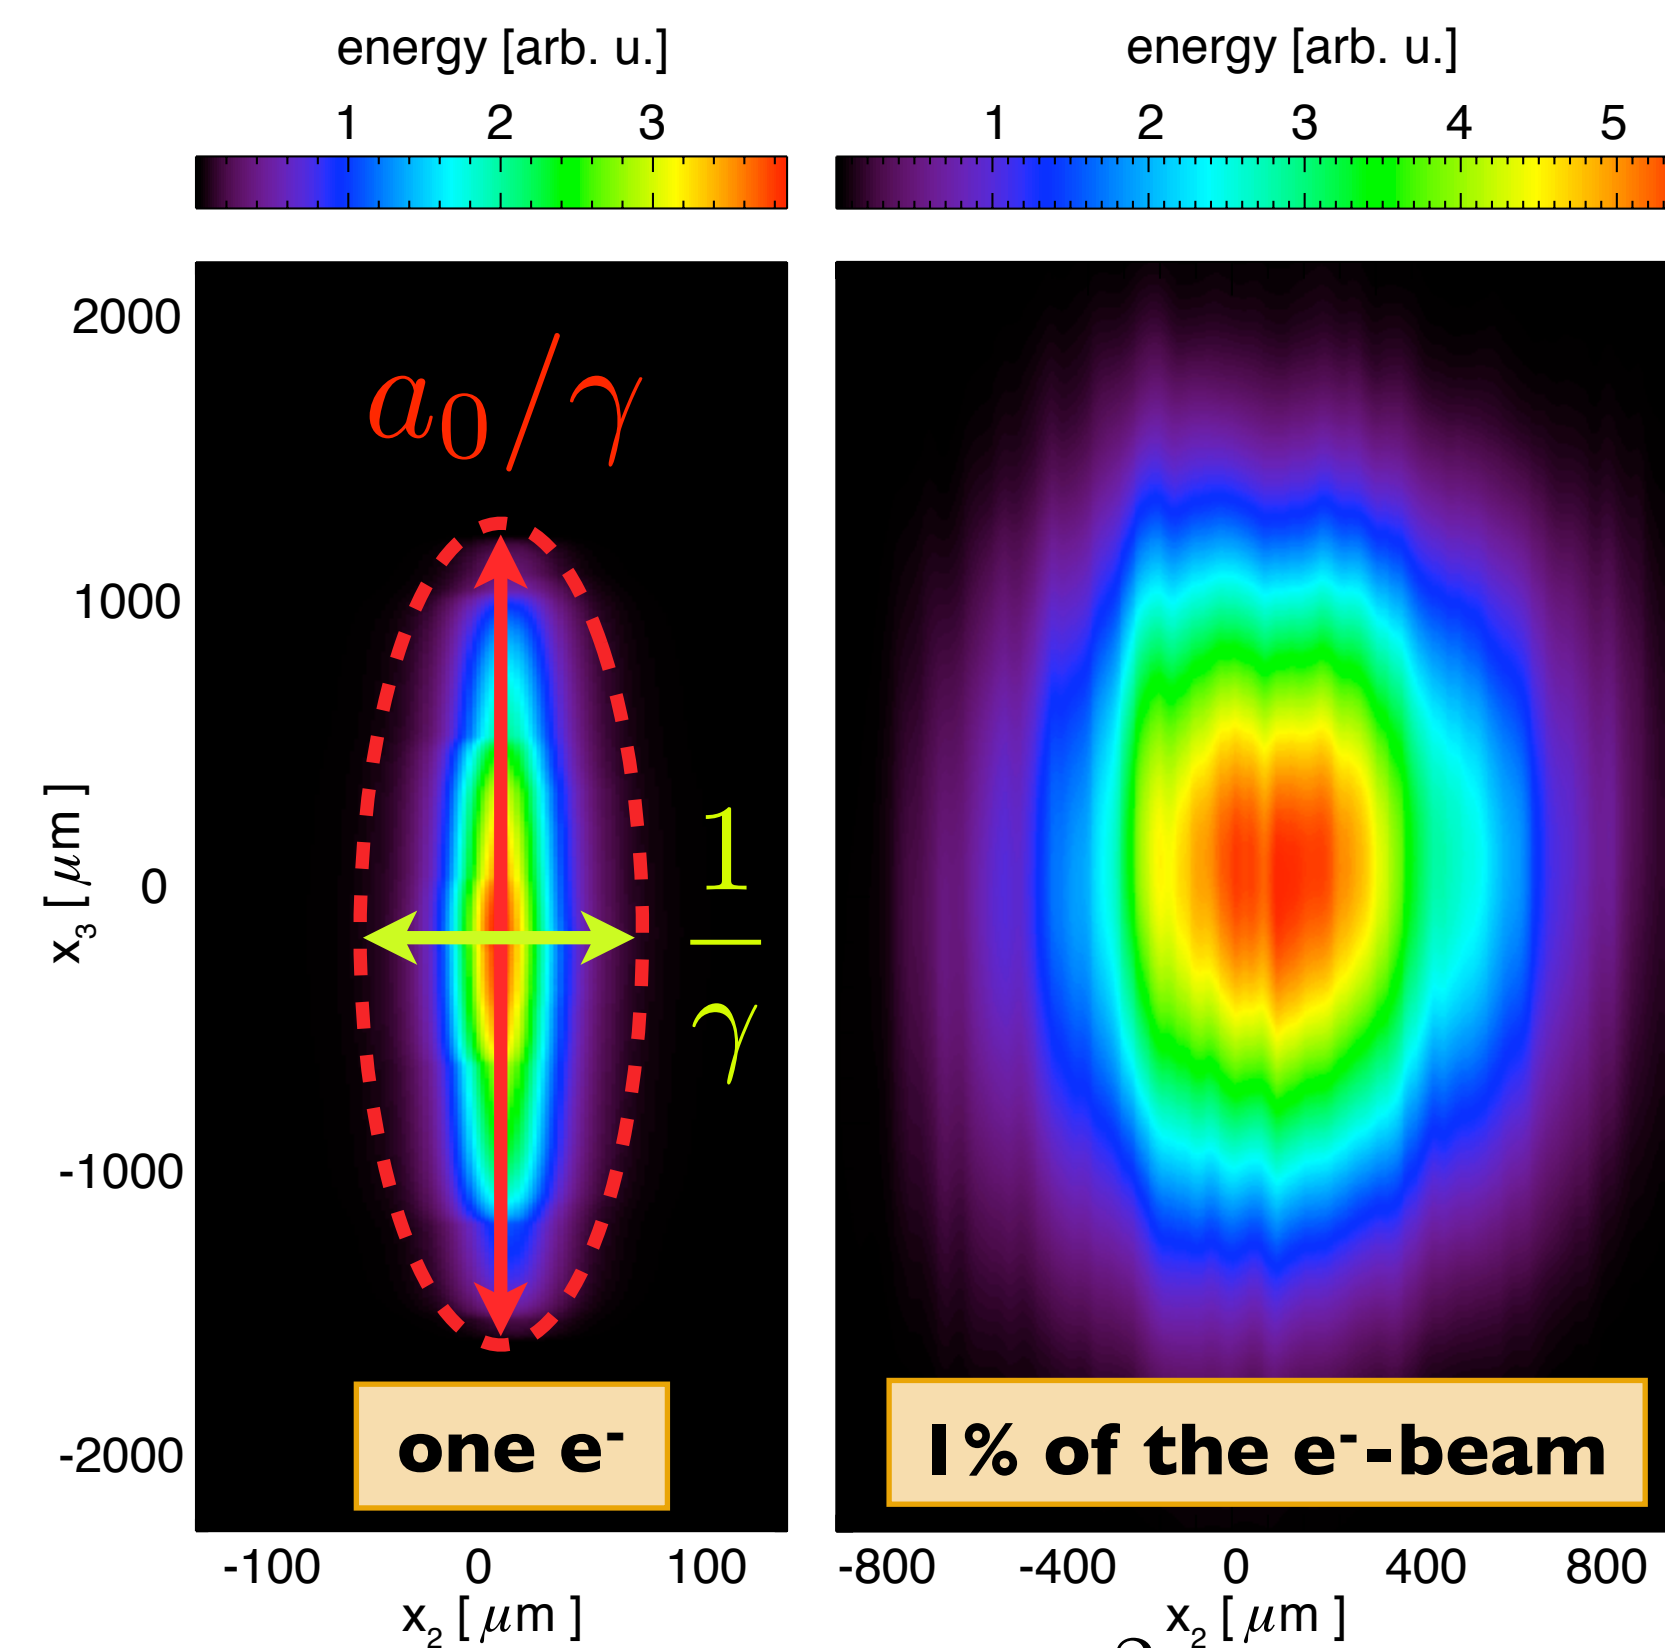 energy [arb. u.]
1 2 3
energy [arb. u.]
1 2 3 4 5
2000
1000
0
-1000
-2000
x₃ [ μm ]
a₀/γ
1/γ
one e⁻
1% of the e⁻-beam
-100 0 100
x₂ [ μm ]
-800 -400 0 400 800
x₂ [ μm ]